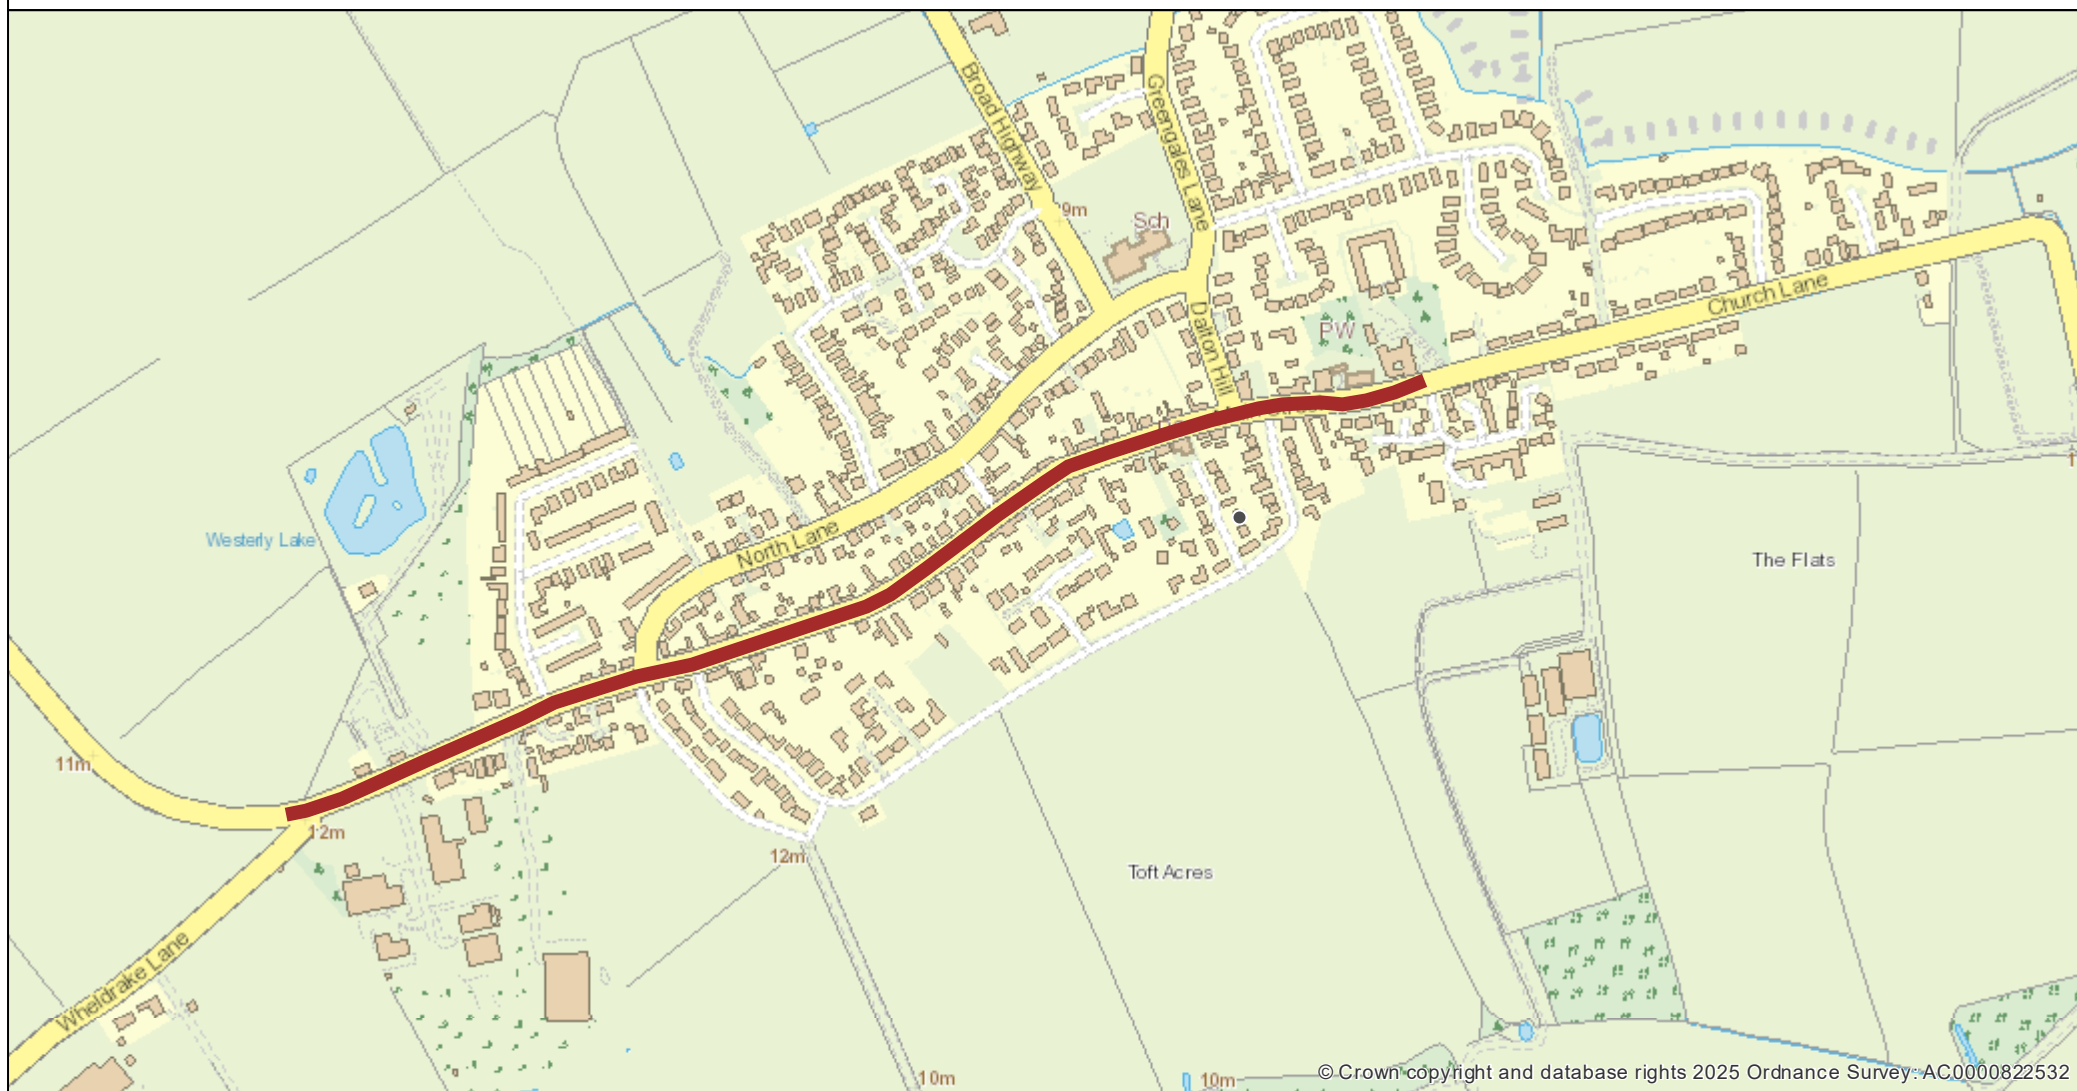 Broad Highway
Greengales Lane
9m
Sch
Dalton Hill
PW
Church Lane
Westerly Lake
North Lane
The Flats
11m
12m
12m
Toft Acres
Wheldrake Lane
10m
10m
© Crown copyright and database rights 2025 Ordnance Survey: AC0000822532